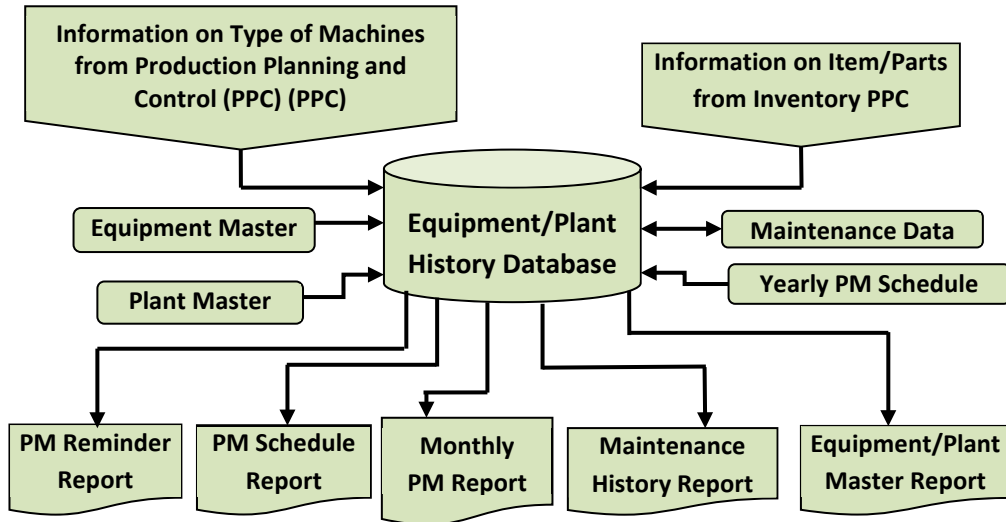 Information on Type of Machines
from Production Planning and
Control (PPC) (PPC)
Information on Item/Parts
from Inventory PPC
Equipment Master
Equipment/Plant
History Database
Maintenance Data
Plant Master
Yearly PM Schedule
PM Reminder
Report
PM Schedule
Report
Monthly
PM Report
Maintenance
History Report
Equipment/Plant
Master Report